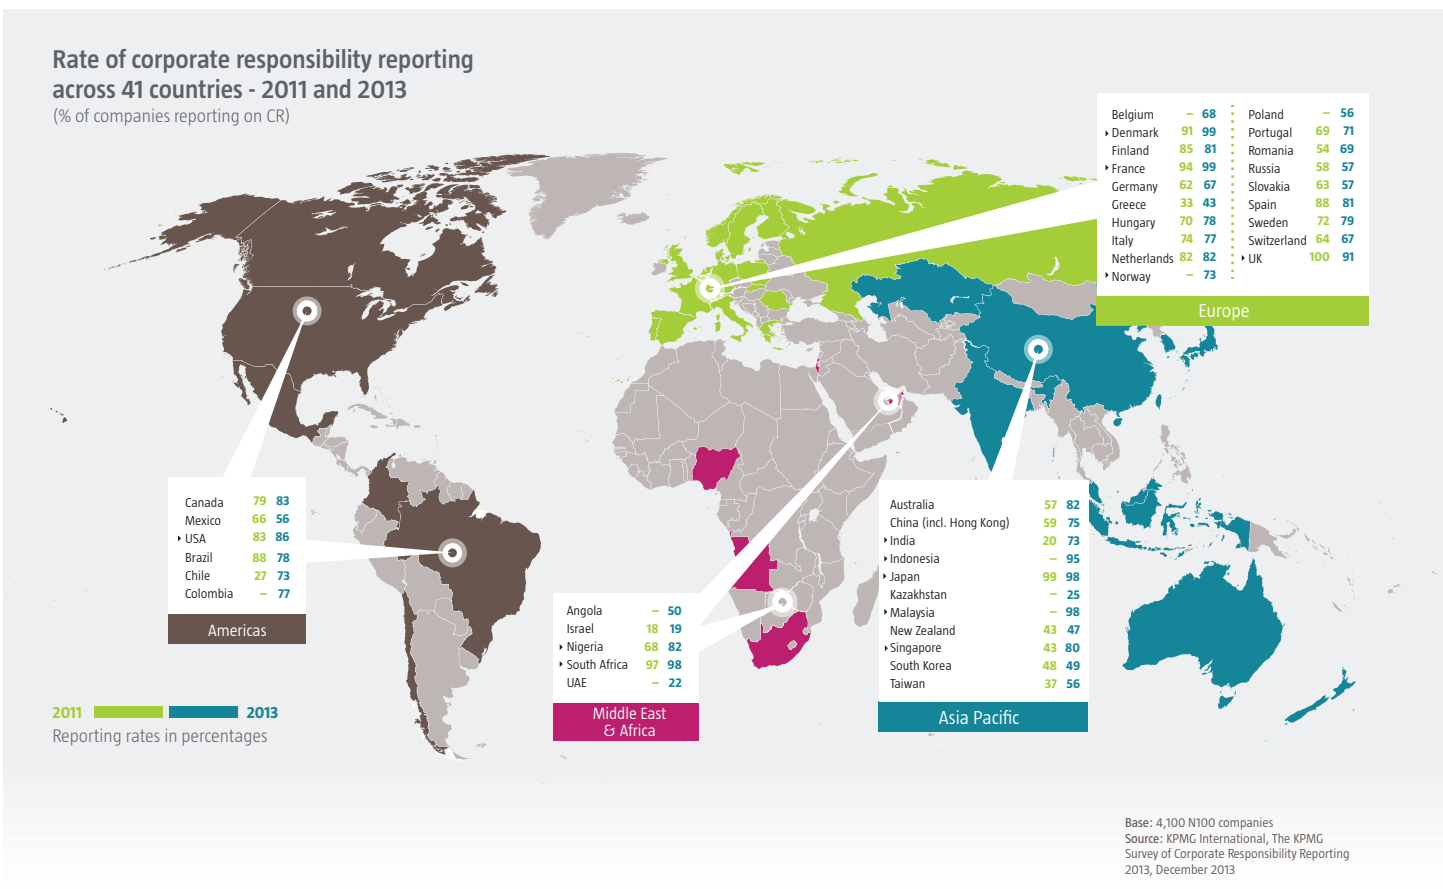 Rate of corporate responsibility reporting
across 41 countries - 2011 and 2013
(% of companies reporting on CR)
Belgium – 68
Denmark 91 99
Finland 85 81
France 94 99
Germany 62 67
Greece 33 43
Hungary 70 78
Italy 74 77
Netherlands 82 82
Norway – 73
Poland – 56
Portugal 69 71
Romania 54 69
Russia 58 57
Slovakia 63 57
Spain 88 81
Sweden 72 79
Switzerland 64 67
UK 100 91
Europe
Canada 79 83
Mexico 66 56
USA 83 86
Brazil 88 78
Chile 27 73
Colombia – 77
Americas
Angola – 50
Israel 18 19
Nigeria 68 82
South Africa 97 98
UAE – 22
Middle East
& Africa
Australia 57 82
China (incl. Hong Kong) 59 75
India 20 73
Indonesia – 95
Japan 99 98
Kazakhstan – 25
Malaysia – 98
New Zealand 43 47
Singapore 43 80
South Korea 48 49
Taiwan 37 56
Asia Pacific
2011 2013
Reporting rates in percentages
Base: 4,100 N100 companies
Source: KPMG International, The KPMG
Survey of Corporate Responsibility Reporting
2013, December 2013